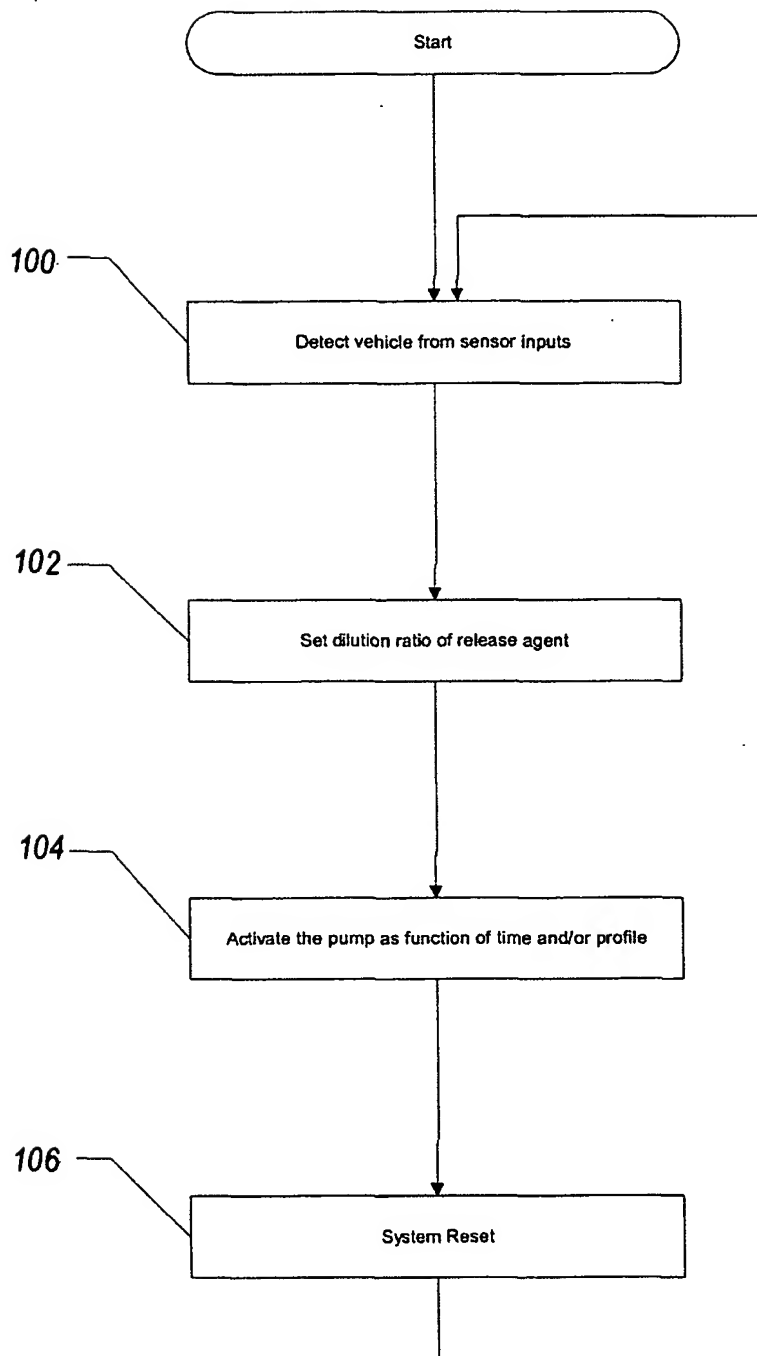 Start
100
Detect vehicle from sensor inputs
102
Set dilution ratio of release agent
104
Activate the pump as function of time and/or profile
106
System Reset